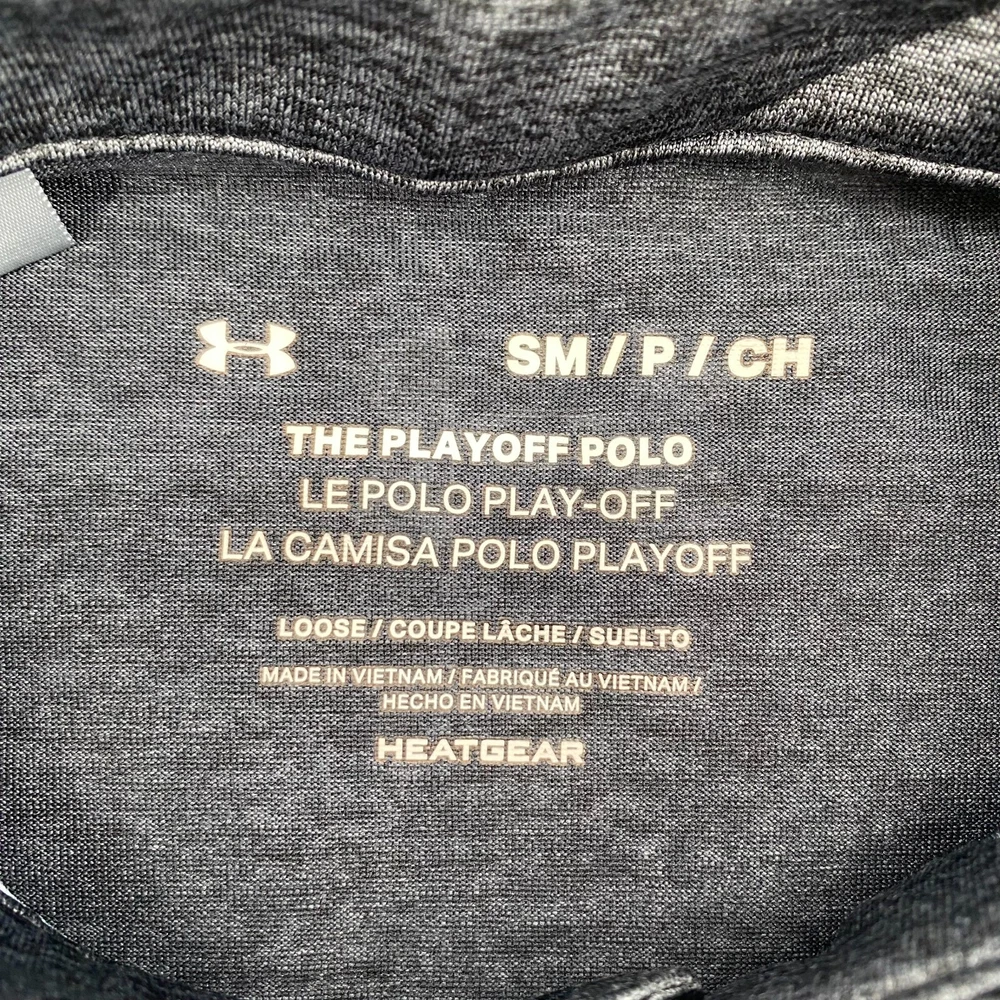 SM / P / CH
THE PLAYOFF POLO
LE POLO PLAY-OFF
LA CAMISA POLO PLAYOFF
LOOSE / COUPE LÂCHE / SUELTO
MADE IN VIETNAM / FABRIQUÉ AU VIETNAM /
HECHO EN VIETNAM
HEATGEAR